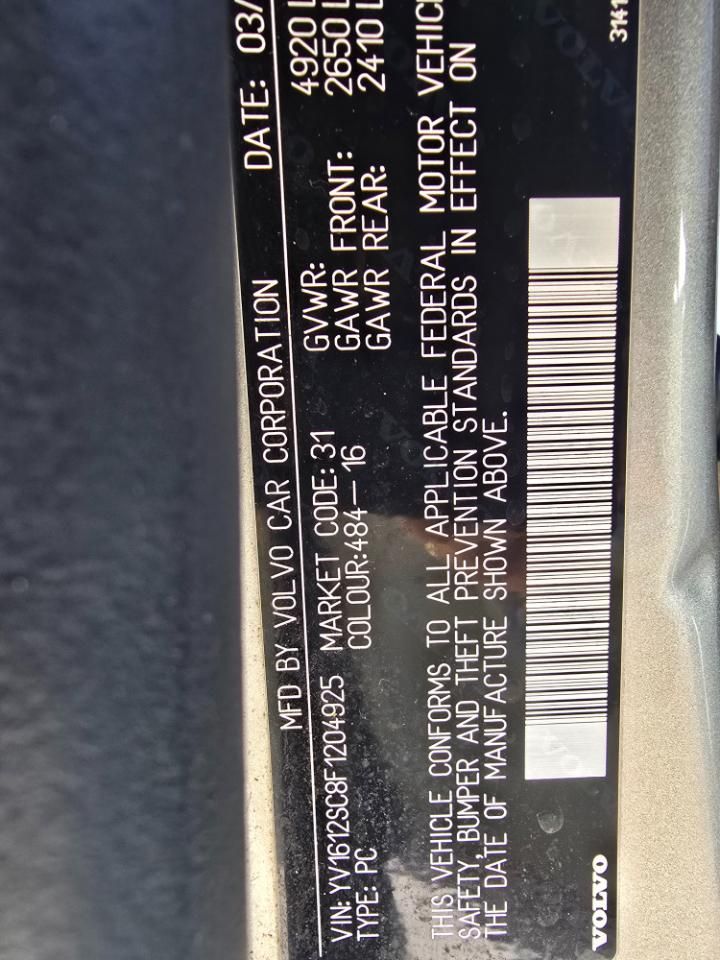 MFD BY VOLVO CAR CORPORATION DATE: 03/
VIN: YV1612SC8F1204925 MARKET CODE: 31 GVWR: 4920 L
TYPE: PC COLOUR:484—16 GAWR FRONT: 2650 L
GAWR REAR: 2410 L
THIS VEHICLE CONFORMS TO ALL APPLICABLE FEDERAL MOTOR VEHIC
SAFETY, BUMPER AND THEFT PREVENTION STANDARDS IN EFFECT ON
THE DATE OF MANUFACTURE SHOWN ABOVE.
VOLVO 3141